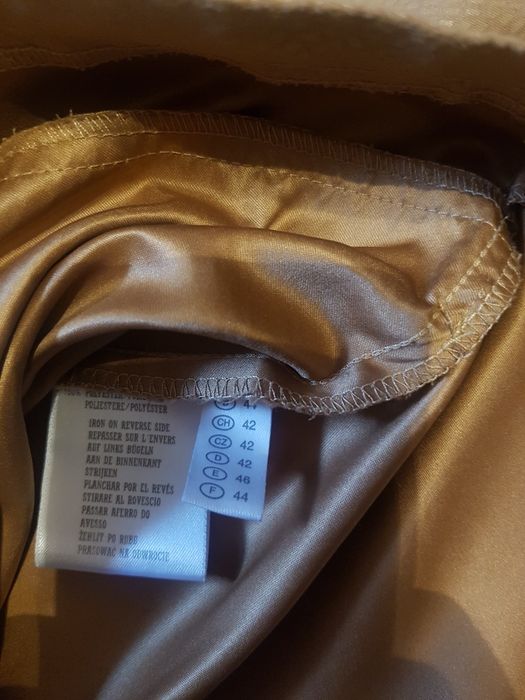 POLYESTER
POLIESTERE/POLYESTER
IRON ON REVERSE SIDE
REPASSER SUR L'ENVERS
AUF LINKS BÜGELN
AAN DE BINNENKANT
STRIJKEN
PLANCHAR POR EL REVÉS
STIRARE AL ROVESCIO
PASSAR AFERRO DO
AVESSO
ŽEHLIT PO RUBU
PRASOWAĆ NA ODWROCIE
CH 42
CZ 42
D 42
E 46
F 44